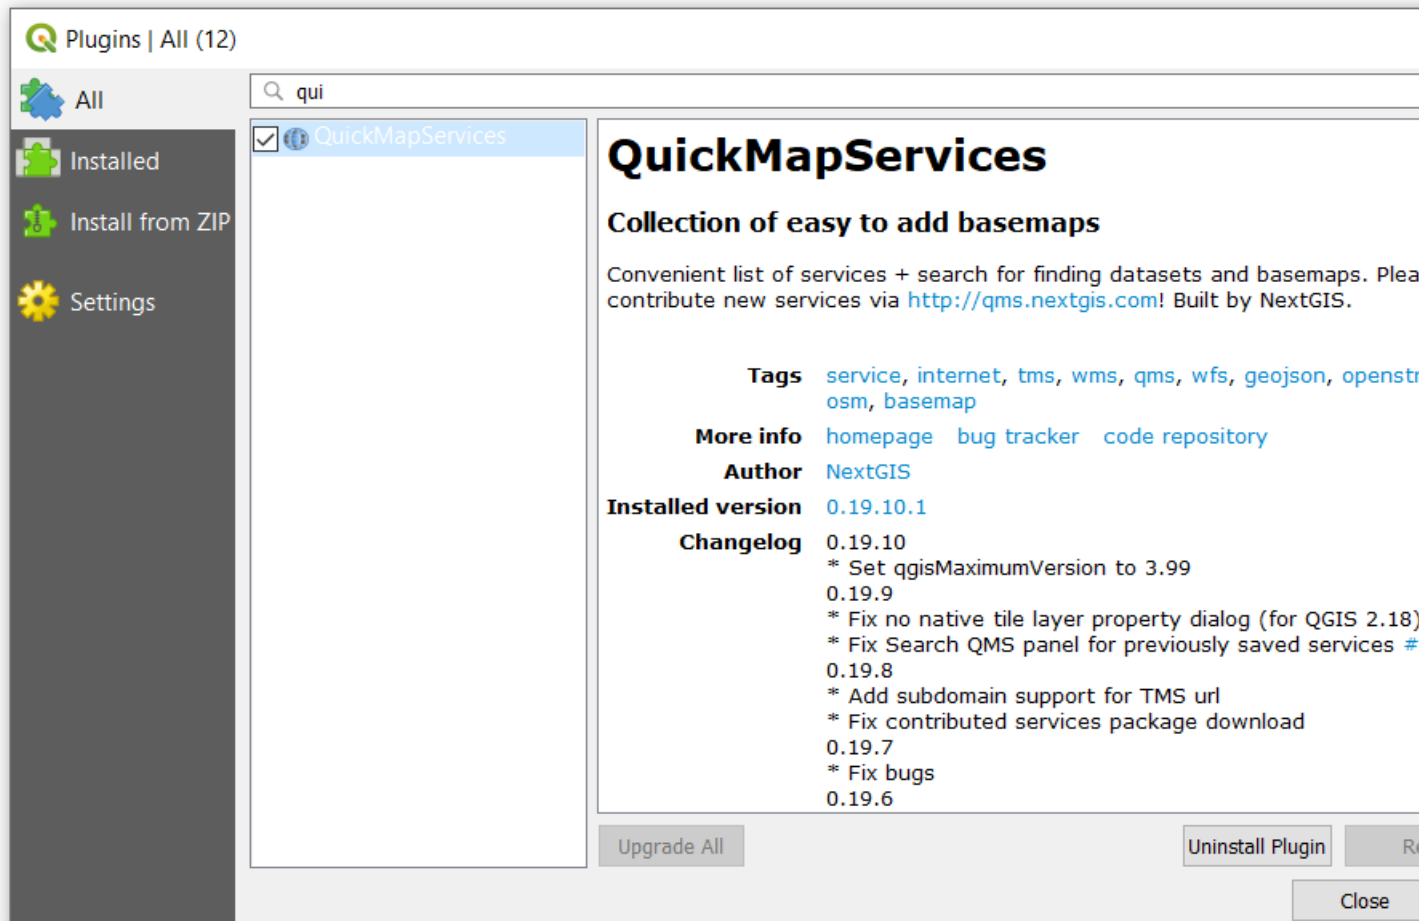 Plugins | All (12)
All
Installed
Install from ZIP
Settings
qui
QuickMapServices
QuickMapServices
Collection of easy to add basemaps
Convenient list of services + search for finding datasets and basemaps. Plea
contribute new services via http://qms.nextgis.com! Built by NextGIS.
Tags service, internet, tms, wms, qms, wfs, geojson, openstr
osm, basemap
More info homepage bug tracker code repository
Author NextGIS
Installed version 0.19.10.1
Changelog 0.19.10
* Set qgisMaximumVersion to 3.99
0.19.9
* Fix no native tile layer property dialog (for QGIS 2.18)
* Fix Search QMS panel for previously saved services #
0.19.8
* Add subdomain support for TMS url
* Fix contributed services package download
0.19.7
* Fix bugs
0.19.6
Upgrade All
Uninstall Plugin
Re
Close